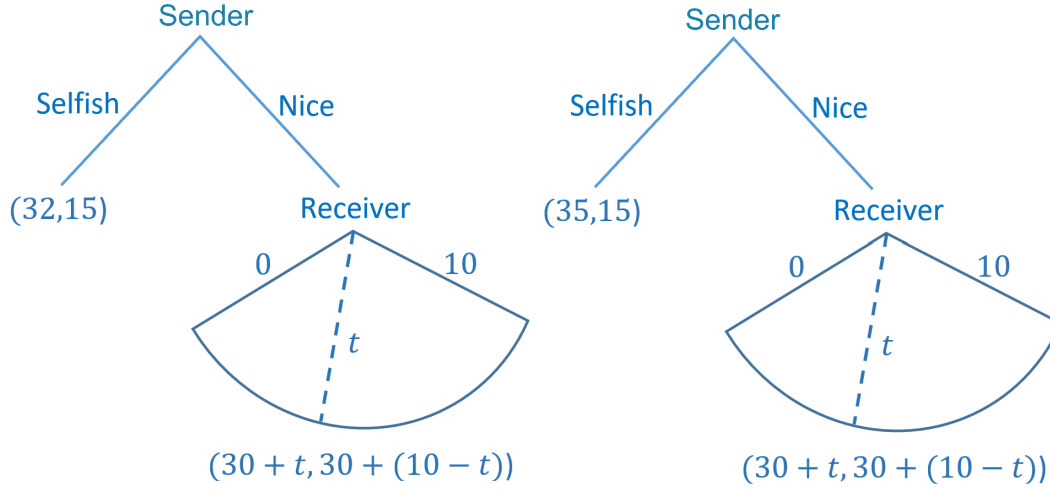 Sender
Selfish
Nice
(32,15)
Receiver
0
10
t
(30 + t, 30 + (10 − t))
Sender
Selfish
Nice
(35,15)
Receiver
0
10
t
(30 + t, 30 + (10 − t))